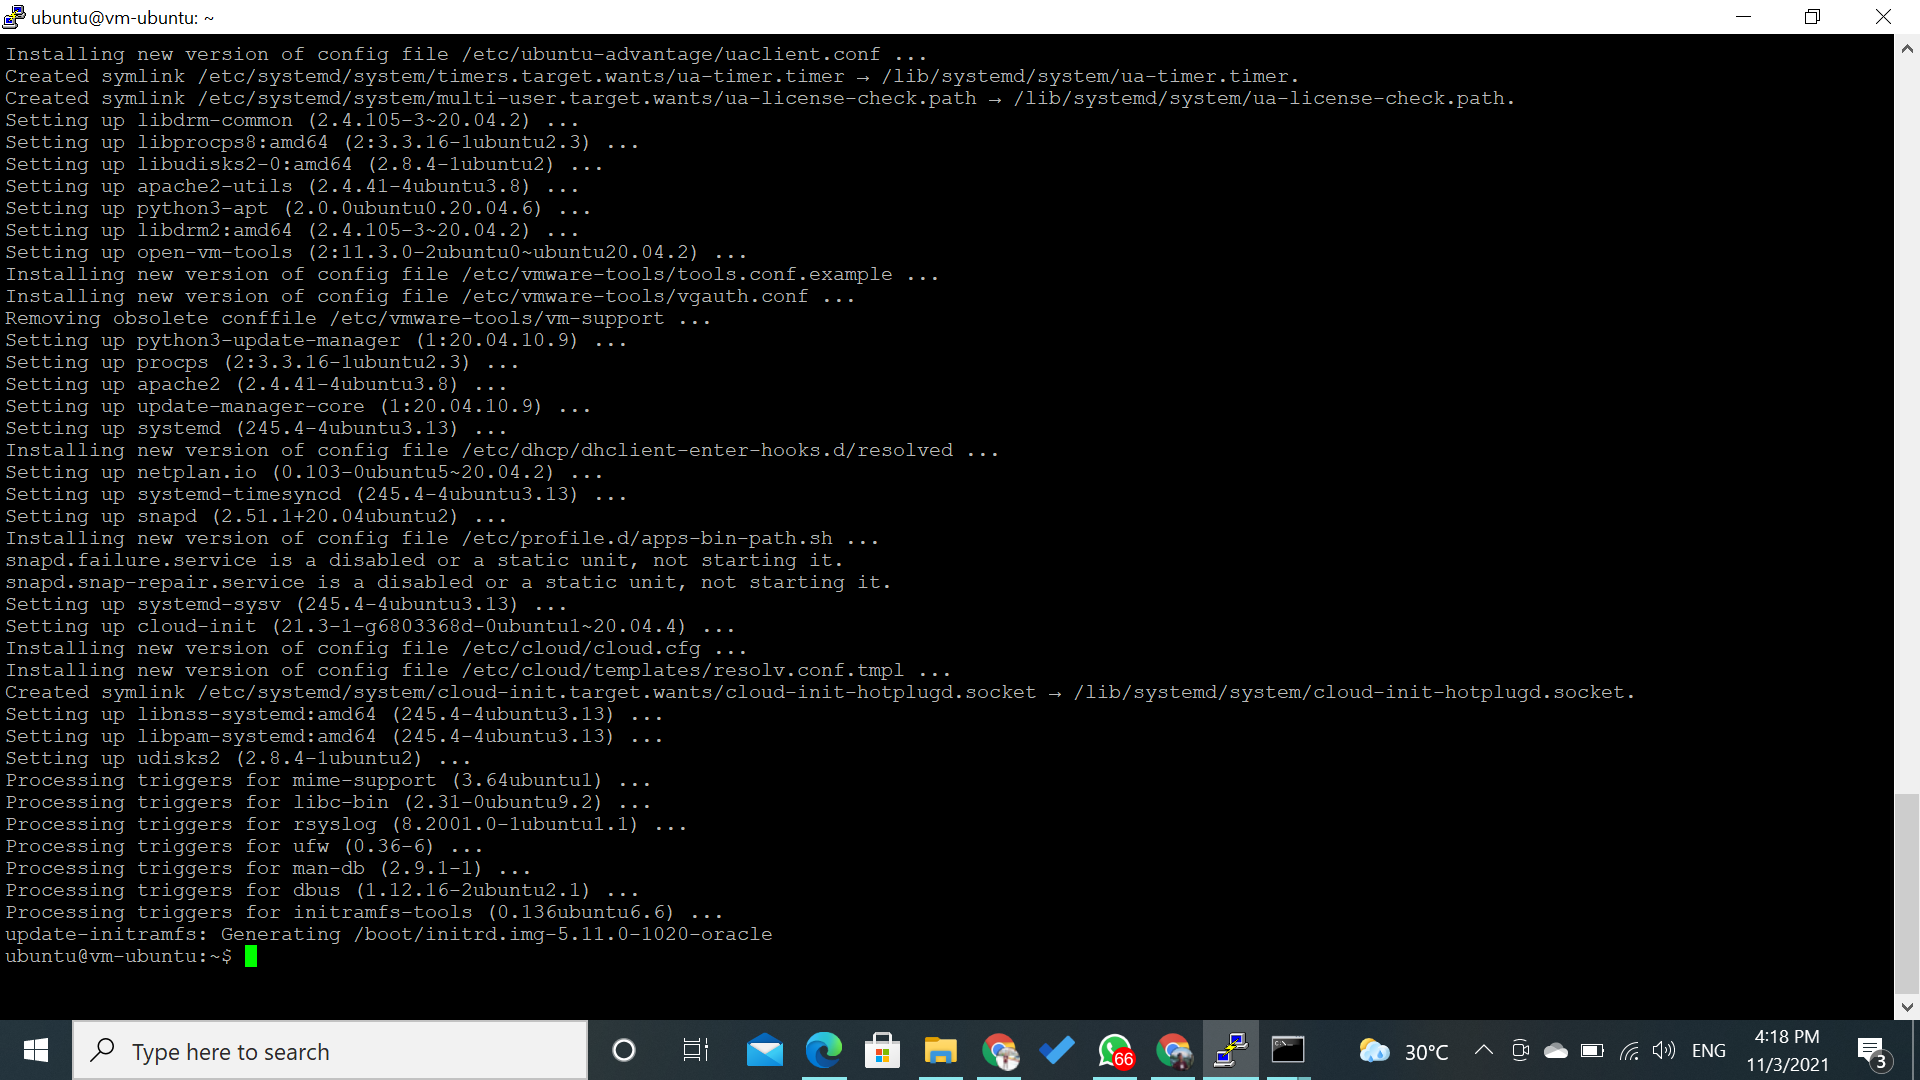 ubuntu@vm-ubuntu: ~
Installing new version of config file /etc/ubuntu-advantage/uaclient.conf ...
Created symlink /etc/systemd/system/timers.target.wants/ua-timer.timer → /lib/systemd/system/ua-timer.timer.
Created symlink /etc/systemd/system/multi-user.target.wants/ua-license-check.path → /lib/systemd/system/ua-license-check.path.
Setting up libdrm-common (2.4.105-3~20.04.2) ...
Setting up libprocps8:amd64 (2:3.3.16-1ubuntu2.3) ...
Setting up libudisks2-0:amd64 (2.8.4-1ubuntu2) ...
Setting up apache2-utils (2.4.41-4ubuntu3.8) ...
Setting up python3-apt (2.0.0ubuntu0.20.04.6) ...
Setting up libdrm2:amd64 (2.4.105-3~20.04.2) ...
Setting up open-vm-tools (2:11.3.0-2ubuntu0~ubuntu20.04.2) ...
Installing new version of config file /etc/vmware-tools/tools.conf.example ...
Installing new version of config file /etc/vmware-tools/vgauth.conf ...
Removing obsolete conffile /etc/vmware-tools/vm-support ...
Setting up python3-update-manager (1:20.04.10.9) ...
Setting up procps (2:3.3.16-1ubuntu2.3) ...
Setting up apache2 (2.4.41-4ubuntu3.8) ...
Setting up update-manager-core (1:20.04.10.9) ...
Setting up systemd (245.4-4ubuntu3.13) ...
Installing new version of config file /etc/dhcp/dhclient-enter-hooks.d/resolved ...
Setting up netplan.io (0.103-0ubuntu5~20.04.2) ...
Setting up systemd-timesyncd (245.4-4ubuntu3.13) ...
Setting up snapd (2.51.1+20.04ubuntu2) ...
Installing new version of config file /etc/profile.d/apps-bin-path.sh ...
snapd.failure.service is a disabled or a static unit, not starting it.
snapd.snap-repair.service is a disabled or a static unit, not starting it.
Setting up systemd-sysv (245.4-4ubuntu3.13) ...
Setting up cloud-init (21.3-1-g6803368d-0ubuntu1~20.04.4) ...
Installing new version of config file /etc/cloud/cloud.cfg ...
Installing new version of config file /etc/cloud/templates/resolv.conf.tmpl ...
Created symlink /etc/systemd/system/cloud-init.target.wants/cloud-init-hotplugd.socket → /lib/systemd/system/cloud-init-hotplugd.socket.
Setting up libnss-systemd:amd64 (245.4-4ubuntu3.13) ...
Setting up libpam-systemd:amd64 (245.4-4ubuntu3.13) ...
Setting up udisks2 (2.8.4-1ubuntu2) ...
Processing triggers for mime-support (3.64ubuntu1) ...
Processing triggers for libc-bin (2.31-0ubuntu9.2) ...
Processing triggers for rsyslog (8.2001.0-1ubuntu1.1) ...
Processing triggers for ufw (0.36-6) ...
Processing triggers for man-db (2.9.1-1) ...
Processing triggers for dbus (1.12.16-2ubuntu2.1) ...
Processing triggers for initramfs-tools (0.136ubuntu6.6) ...
update-initramfs: Generating /boot/initrd.img-5.11.0-1020-oracle
ubuntu@vm-ubuntu:~$
Type here to search
66
30°C
ENG
4:18 PM
11/3/2021
3